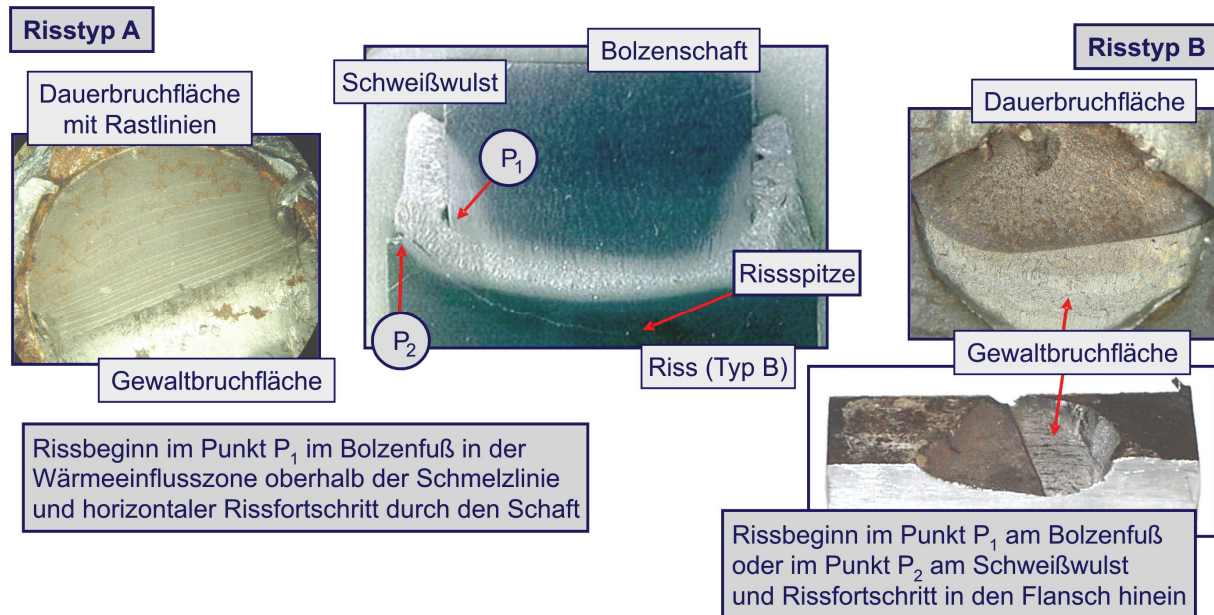 Risstyp A
Dauerbruchfläche
mit Rastlinien
Gewaltbruchfläche
Rissbeginn im Punkt P₁ im Bolzenfuß in der
Wärmeeinflusszone oberhalb der Schmelzlinie
und horizontaler Rissfortschritt durch den Schaft
Bolzenschaft
Schweißwulst
P₁
P₂
Rissspitze
Riss (Typ B)
Risstyp B
Dauerbruchfläche
Gewaltbruchfläche
Rissbeginn im Punkt P₁ am Bolzenfuß
oder im Punkt P₂ am Schweißwulst
und Rissfortschritt in den Flansch hinein